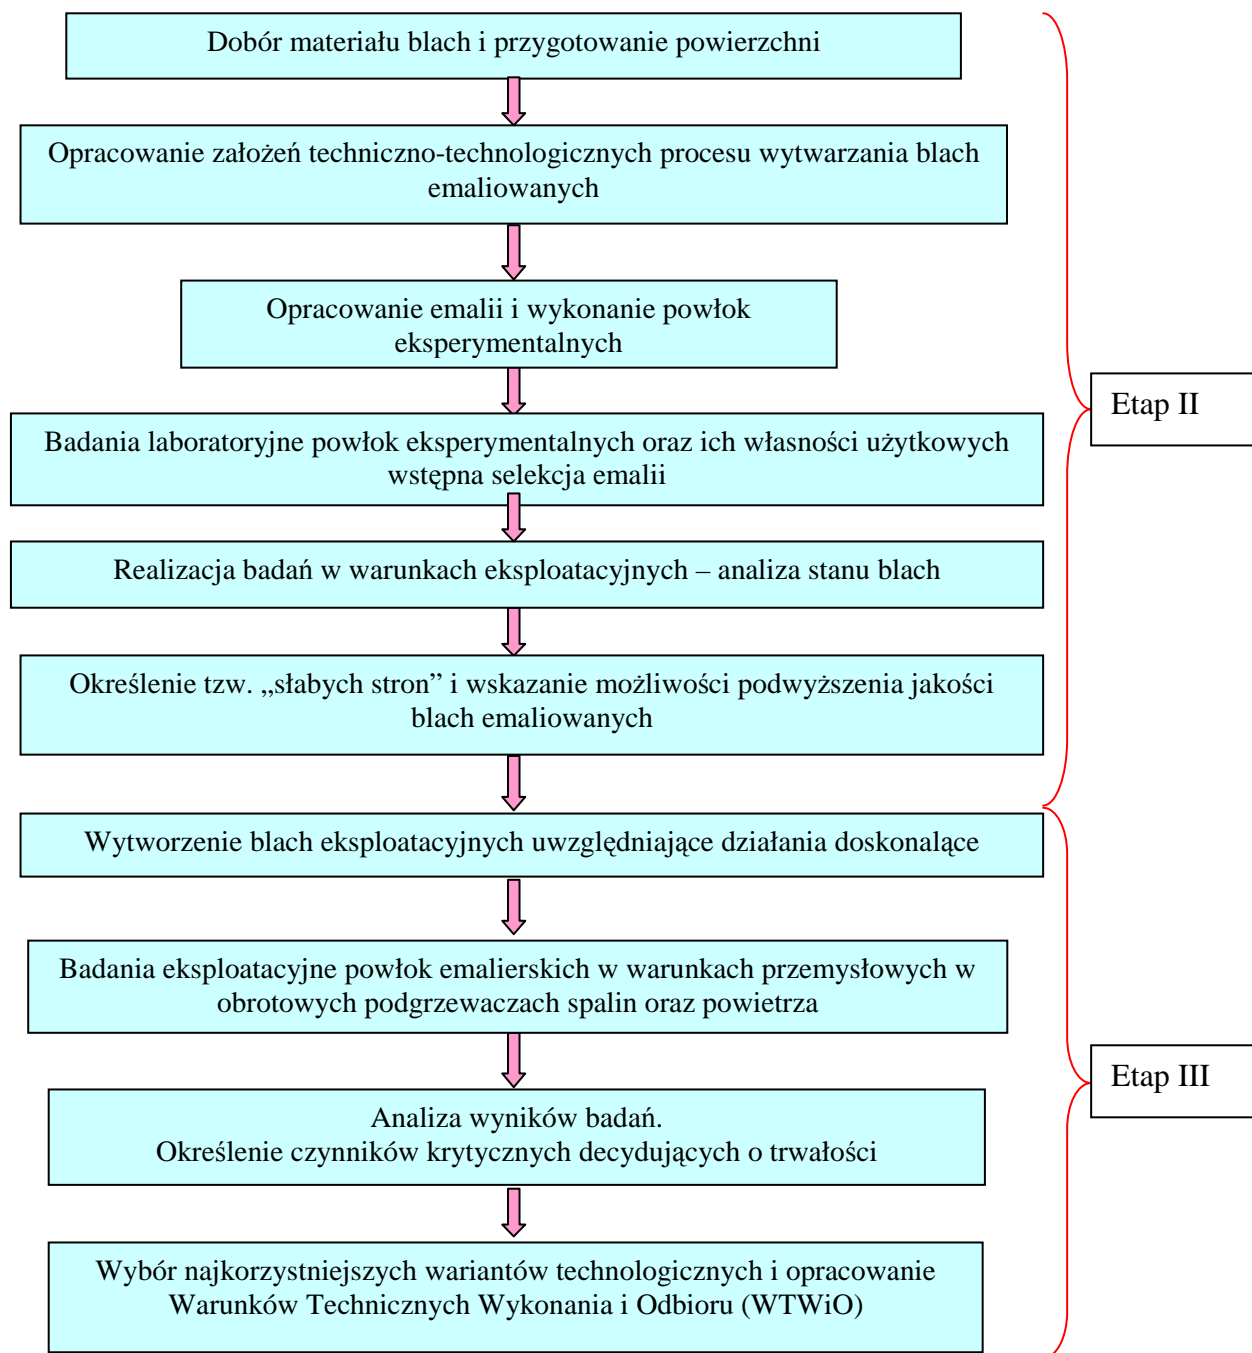 Dobór materiału blach i przygotowanie powierzchni
Opracowanie założeń techniczno-technologicznych procesu wytwarzania blach
emaliowanych
Opracowanie emalii i wykonanie powłok
eksperymentalnych
Etap II
Badania laboratoryjne powłok eksperymentalnych oraz ich własności użytkowych
wstępna selekcja emalii
Realizacja badań w warunkach eksploatacyjnych – analiza stanu blach
Określenie tzw. „słabych stron” i wskazanie możliwości podwyższenia jakości
blach emaliowanych
Wytworzenie blach eksploatacyjnych uwzględniające działania doskonalące
Badania eksploatacyjne powłok emalierskich w warunkach przemysłowych w
obrotowych podgrzewaczach spalin oraz powietrza
Etap III
Analiza wyników badań.
Określenie czynników krytycznych decydujących o trwałości
Wybór najkorzystniejszych wariantów technologicznych i opracowanie
Warunków Technicznych Wykonania i Odbioru (WTWiO)